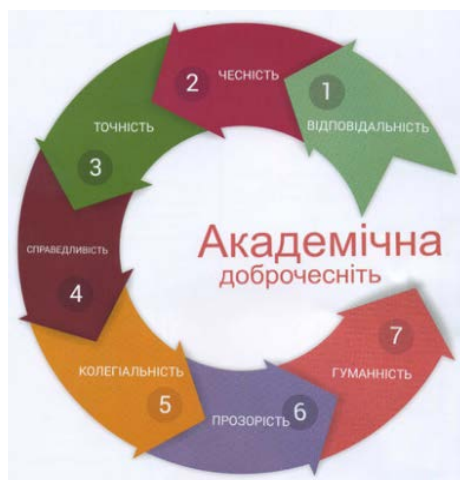 1
ВІДПОВІДАЛЬНІСТЬ
2
ЧЕСНІСТЬ
ТОЧНІСТЬ
3
СПРАВЕДЛИВІСТЬ
4
КОЛЕГІАЛЬНІСТЬ
5
ПРОЗОРІСТЬ
6
7
ГУМАННІСТЬ
Академічна
доброчесніть